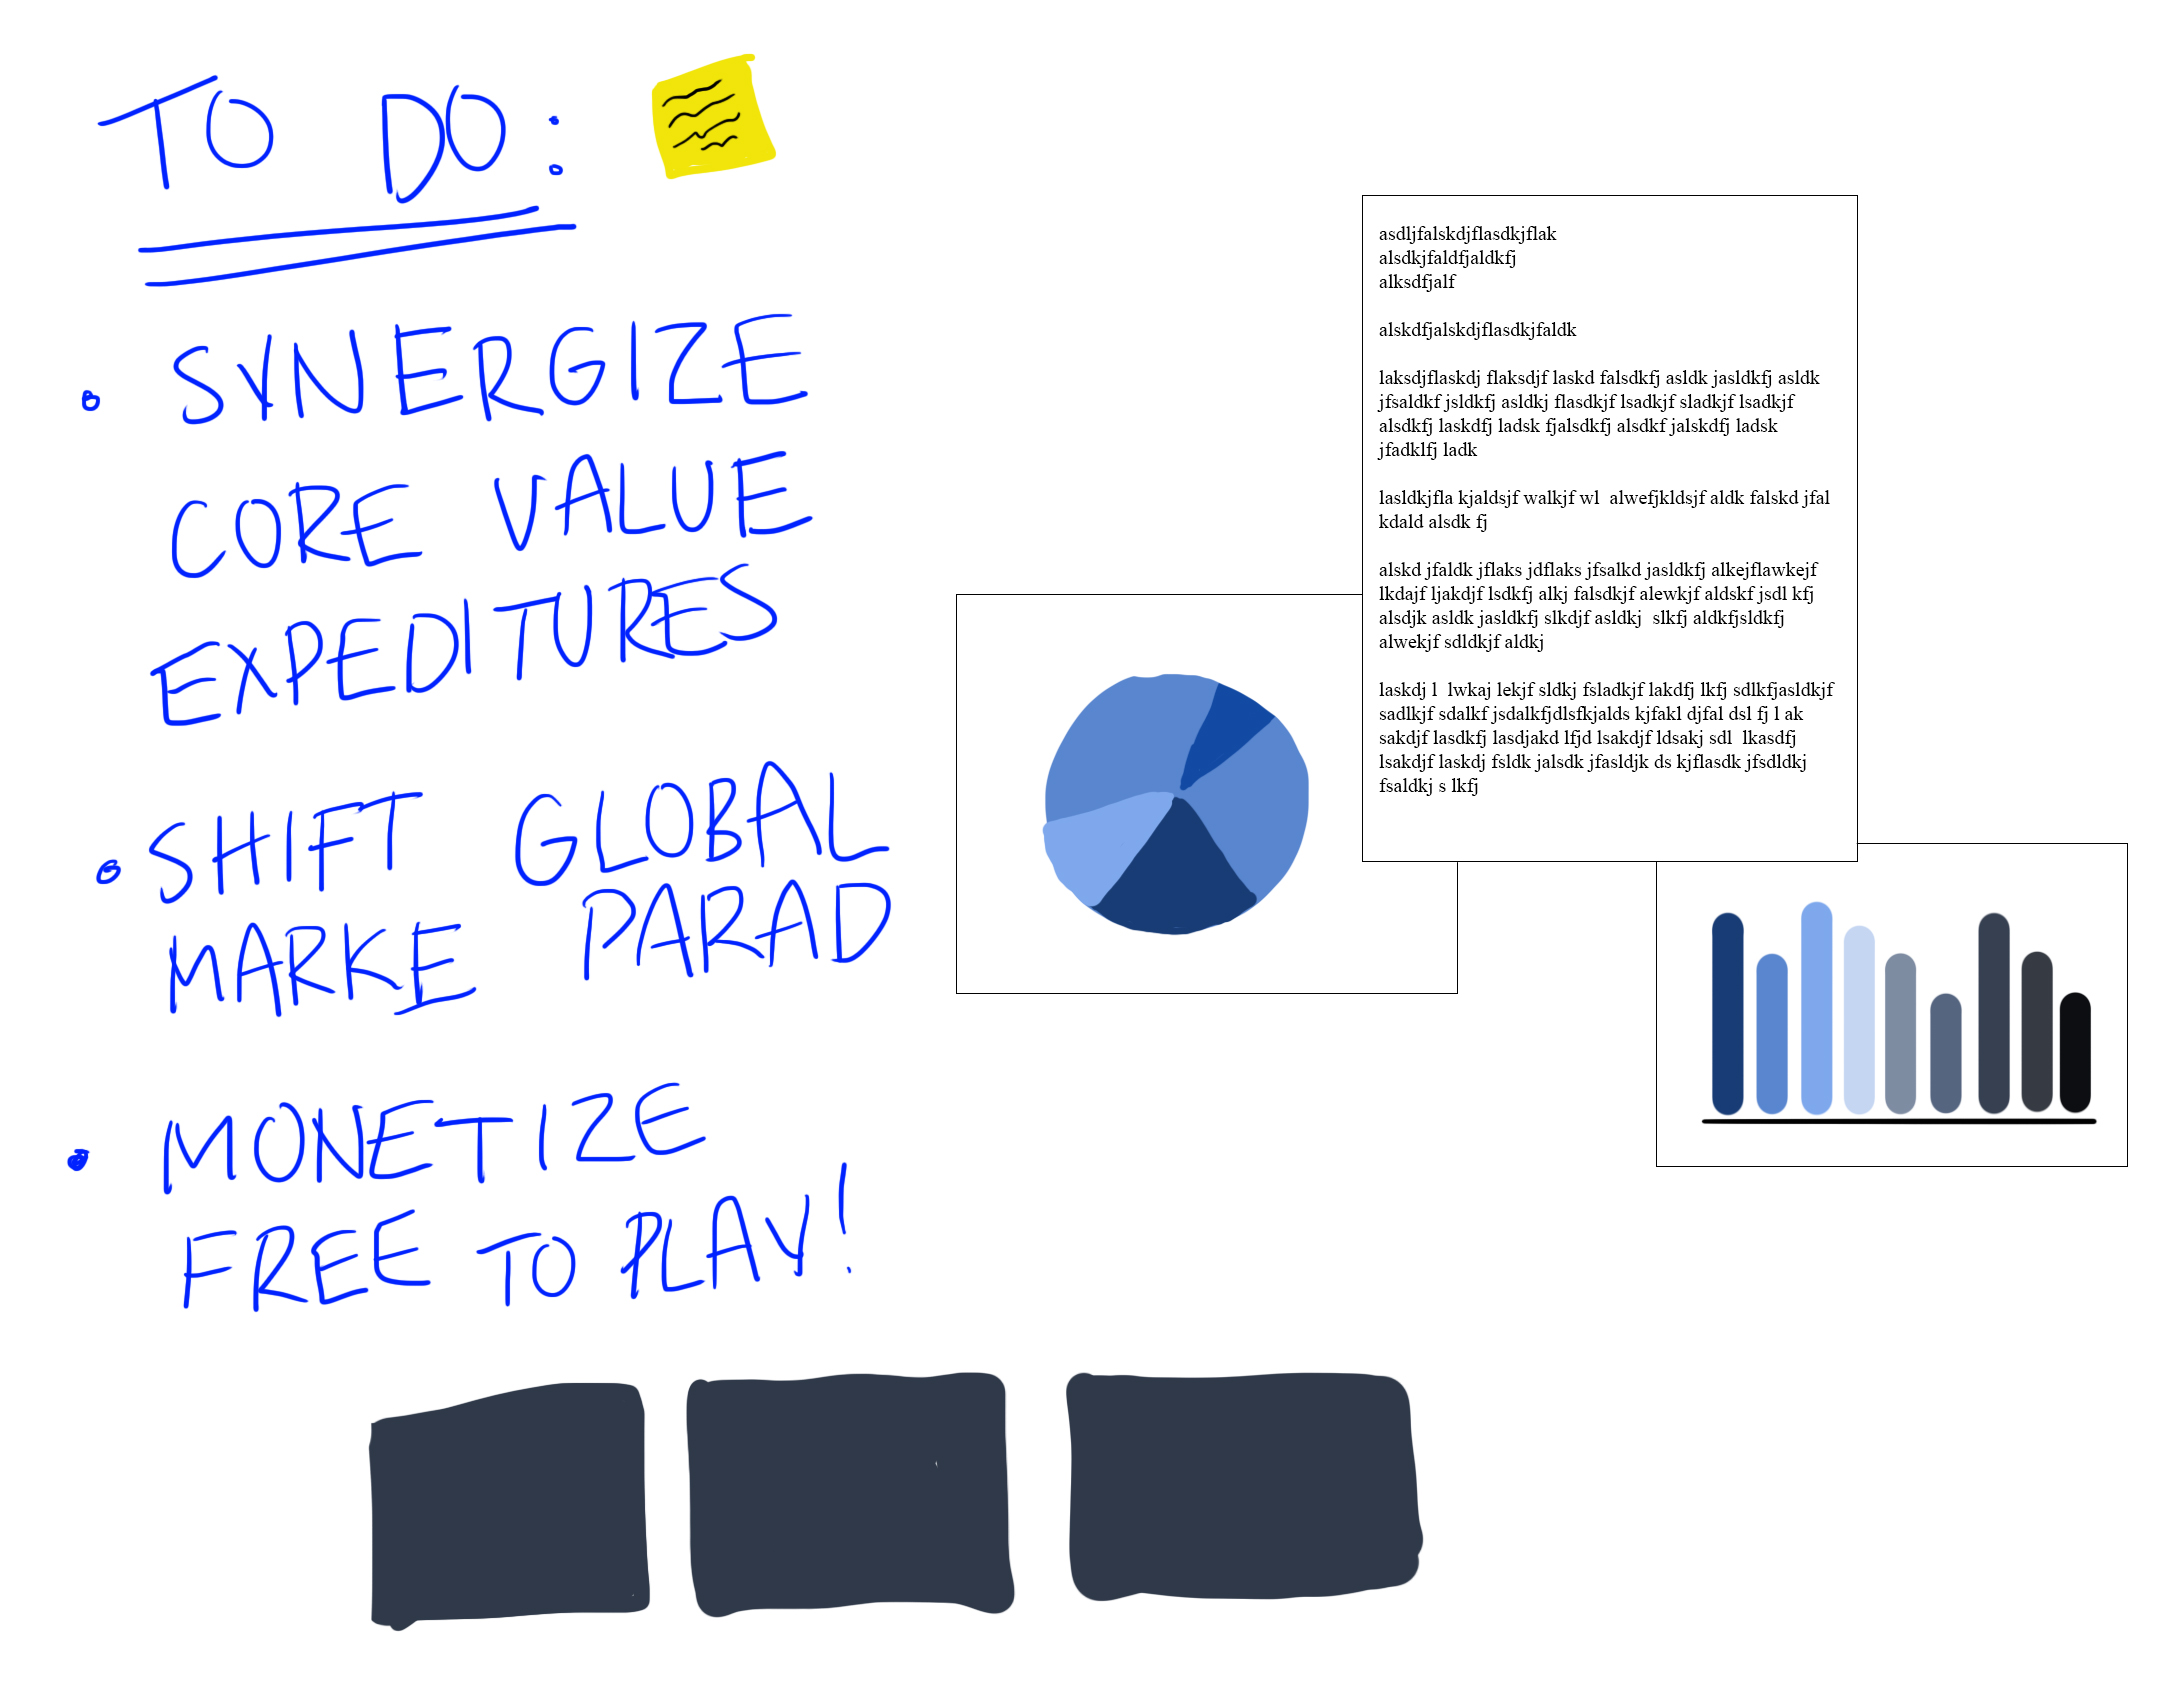 TO DO:
• SYNERGIZE
CORE VALUE
EXPEDITURES
• SHIFT GLOBAL
MARKE PARAD
• MONETIZE
FREE TO PLAY!
asdljfalskdjflasdkjflak
alsdkjfaldfjaldkfj
alksdfjalf
alskdfjalskdjflasdkjfaldk
laksdjflaskdj flaksdjf laskd falsdkfj asldk jasldkfj asldk
jfsaldkf jsldkfj asldkj flasdkjf lsadkjf sladkjf lsadkjf
alsdkfj laskdfj ladsk fjalsdkfj alsdkf jalskdfj ladsk
jfadklfj ladk
lasldkjfla kjaldsjf walkjf wl  alwefjkldsjf aldk falskd jfal
kdald alsdk fj
alskd jfaldk jflaks jdflaks jfsalkd jasldkfj alkejflawkejf
lkdajf ljakdjf lsdkfj alkj falsdkjf alewkjf aldskf jsdl kfj
alsdjk asldk jasldkfj slkdjf asldkj  slkfj aldkfjsldkfj
alwekjf sdldkjf aldkj
laskdj l  lwkaj lekjf sldkj fsladkjf lakdfj lkfj sdlkfjasldkjf
sadlkjf sdalkf jsdalkfjdlsfkjalds kjfakl djfal dsl fj l ak
sakdjf lasdkfj lasdjakd lfjd lsakdjf ldsakj sdl  lkasdfj
lsakdjf laskdj fsldk jalsdk jfasldjk ds kjflasdk jfsdldkj
fsaldkj s lkfj